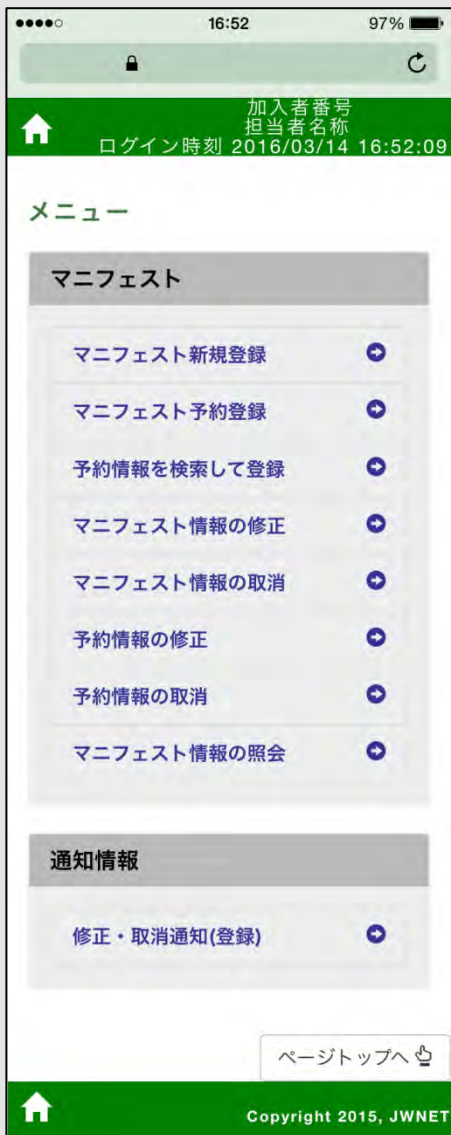 16:52
97%
加入者番号
担当者名称
ログイン時刻 2016/03/14 16:52:09
メニュー
マニフェスト
マニフェスト新規登録
マニフェスト予約登録
予約情報を検索して登録
マニフェスト情報の修正
マニフェスト情報の取消
予約情報の修正
予約情報の取消
マニフェスト情報の照会
通知情報
修正・取消通知(登録)
ページトップへ
Copyright 2015, JWNET